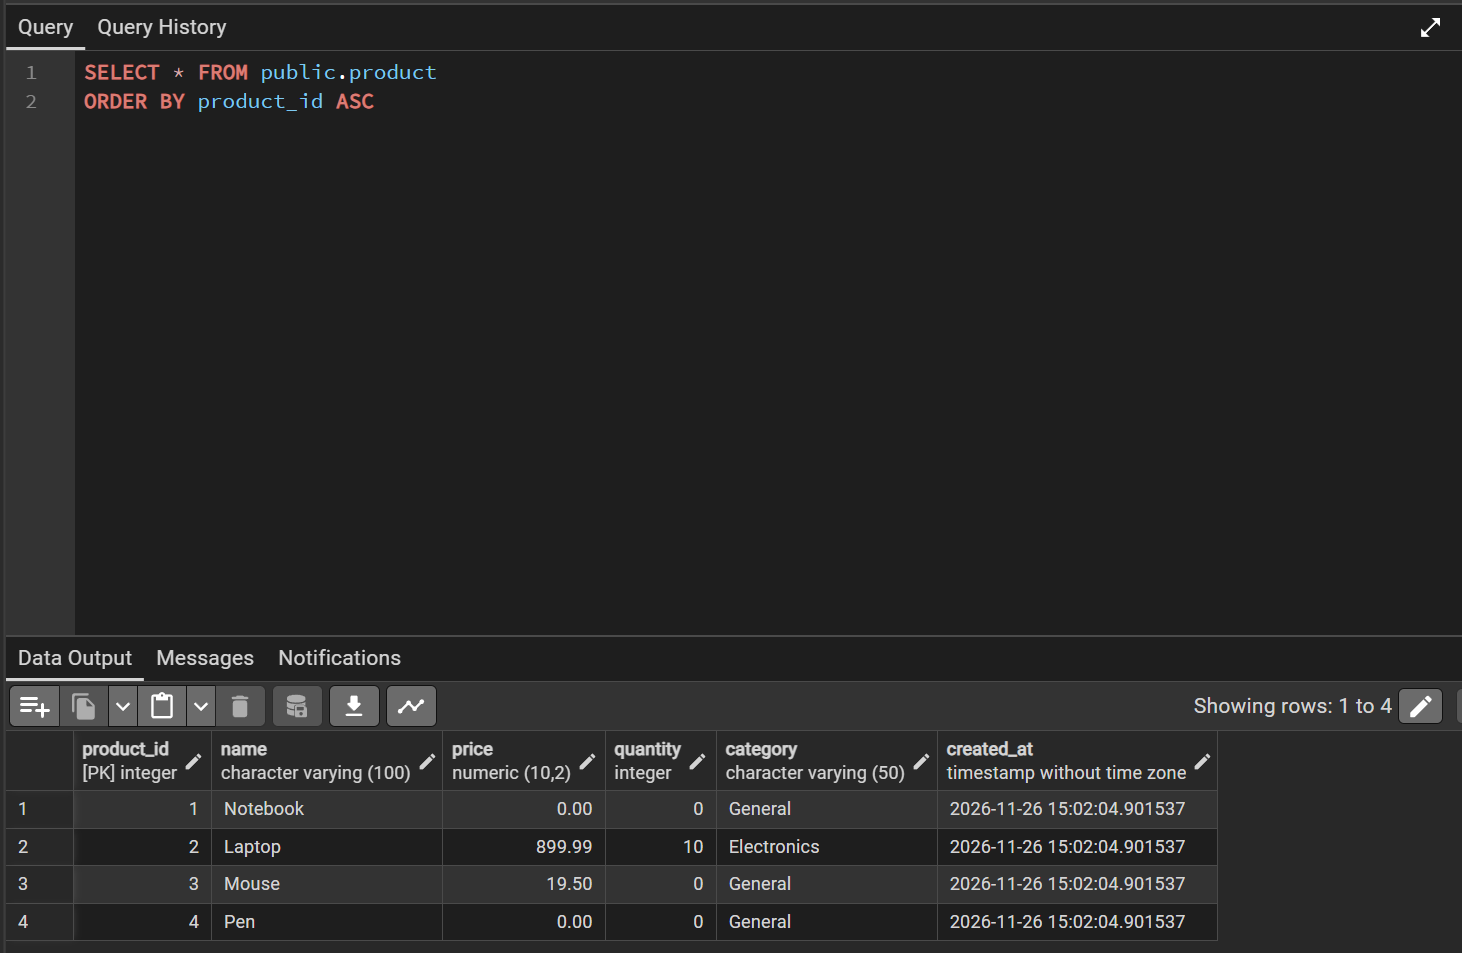 Query Query History
1 SELECT * FROM public.product
2 ORDER BY product_id ASC
Data Output Messages Notifications
Showing rows: 1 to 4
product_id name price quantity category created_at
[PK] integer character varying (100) numeric (10,2) integer character varying (50) timestamp without time zone
1 1 Notebook 0.00 0 General 2026-11-26 15:02:04.901537
2 2 Laptop 899.99 10 Electronics 2026-11-26 15:02:04.901537
3 3 Mouse 19.50 0 General 2026-11-26 15:02:04.901537
4 4 Pen 0.00 0 General 2026-11-26 15:02:04.901537